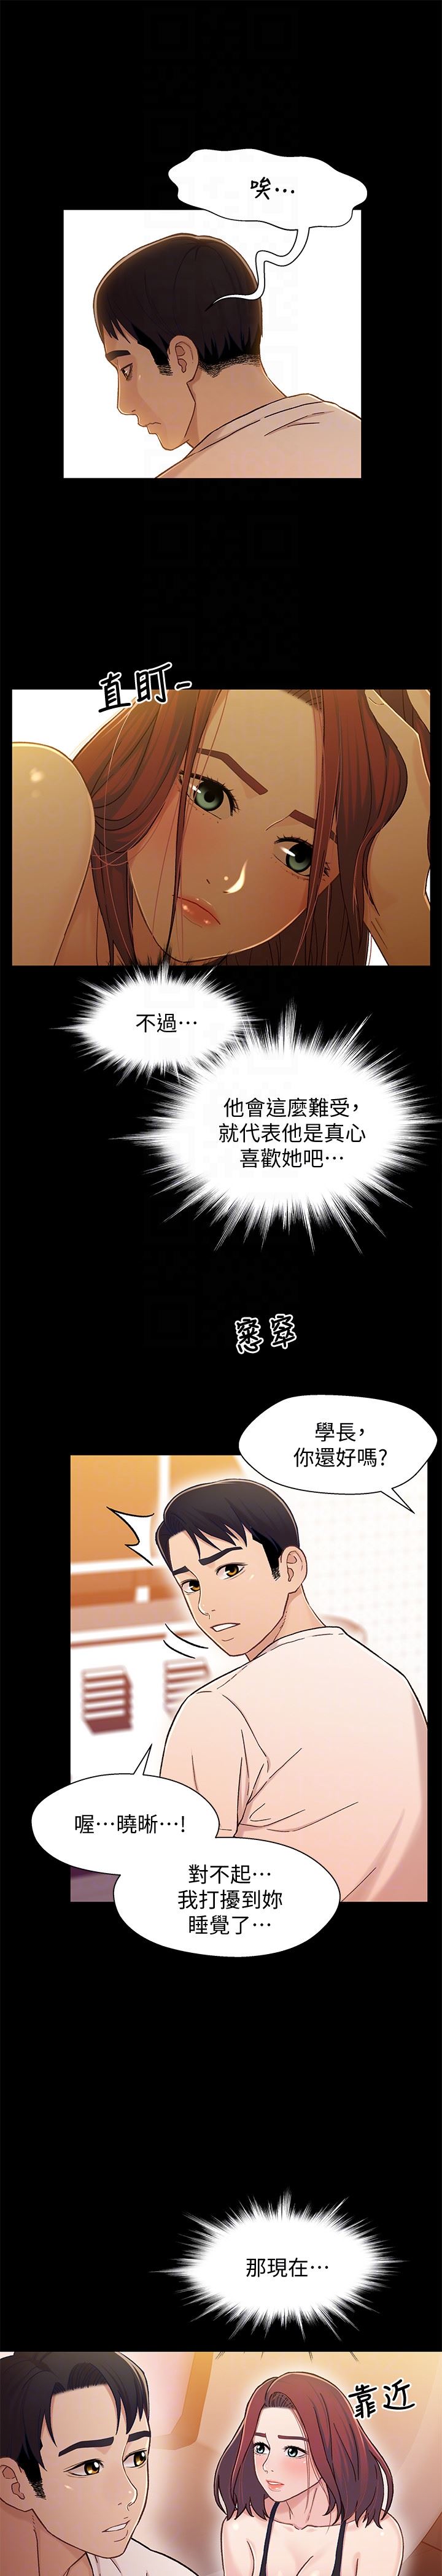 唉…
直盯-
不過…
他會這麼難受，
就代表他是真心
喜歡她吧…
窸窣
學長，
你還好嗎?
喔…曉晰…!
對不起…
我打擾到妳
睡覺了…
那現在…
靠近